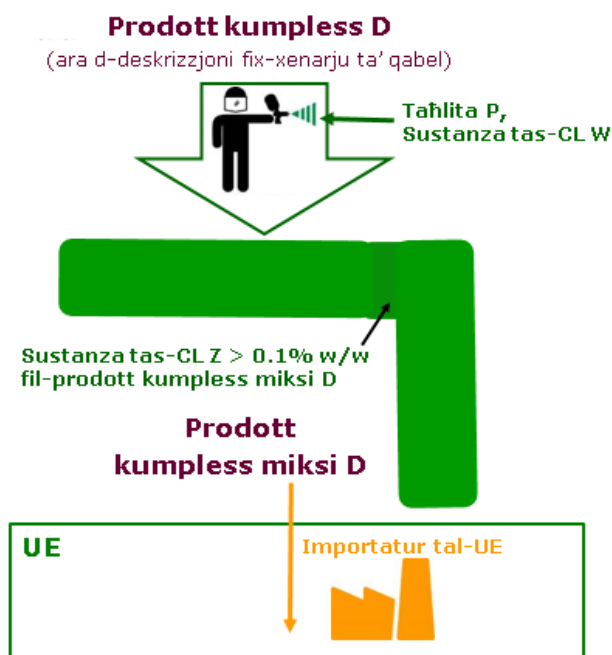 Prodott kumpless D
(ara d-deskrizzjoni fix-xenarju ta' qabel)
Taħlita P,
Sustanza tas-CL W
Sustanza tas-CL Z > 0.1% w/w
fil-prodott kumpless miksi D
Prodott
kumpless miksi D
UE
Importatur tal-UE